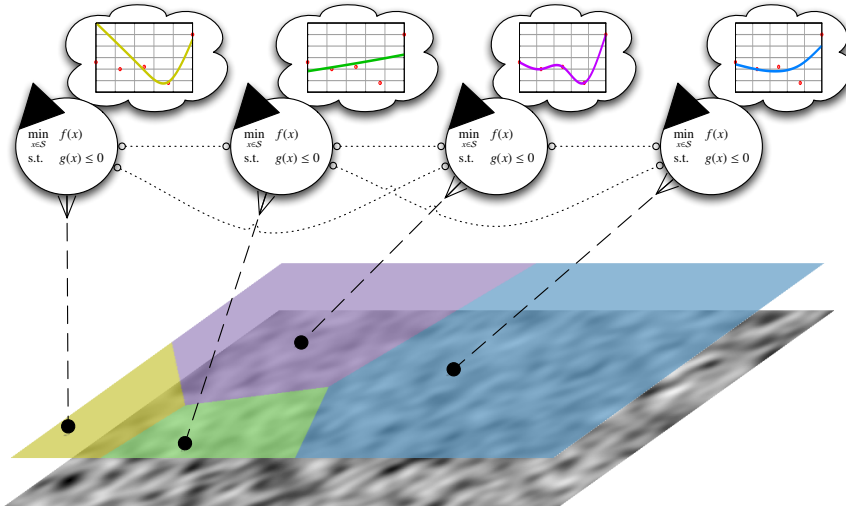 min f(x)
x∈S
s.t. g(x) ≤ 0
min f(x)
x∈S
s.t. g(x) ≤ 0
min f(x)
x∈S
s.t. g(x) ≤ 0
min f(x)
x∈S
s.t. g(x) ≤ 0